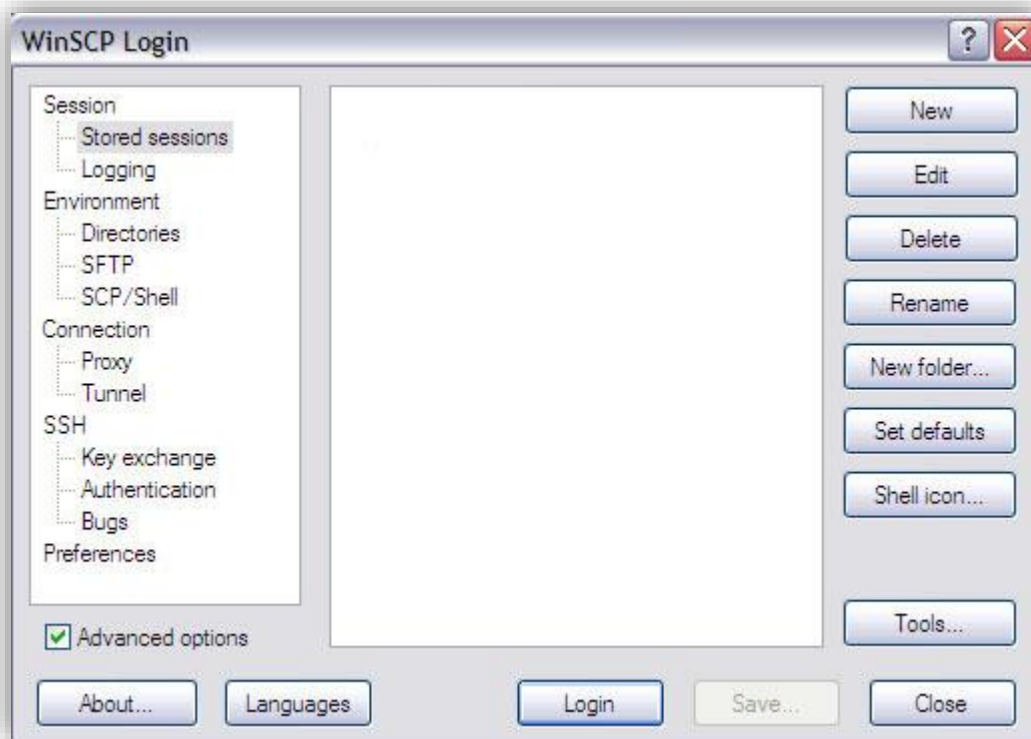 WinSCP Login
Session
Stored sessions
Logging
Environment
Directories
SFTP
SCP/Shell
Connection
Proxy
Tunnel
SSH
Key exchange
Authentication
Bugs
Preferences
Advanced options
New
Edit
Delete
Rename
New folder...
Set defaults
Shell icon...
Tools...
About...
Languages
Login
Save...
Close